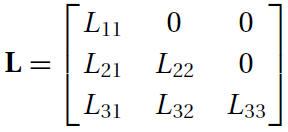 L₁₁ 0 0
L = L₂₁ L₂₂ 0
L₃₁ L₃₂ L₃₃